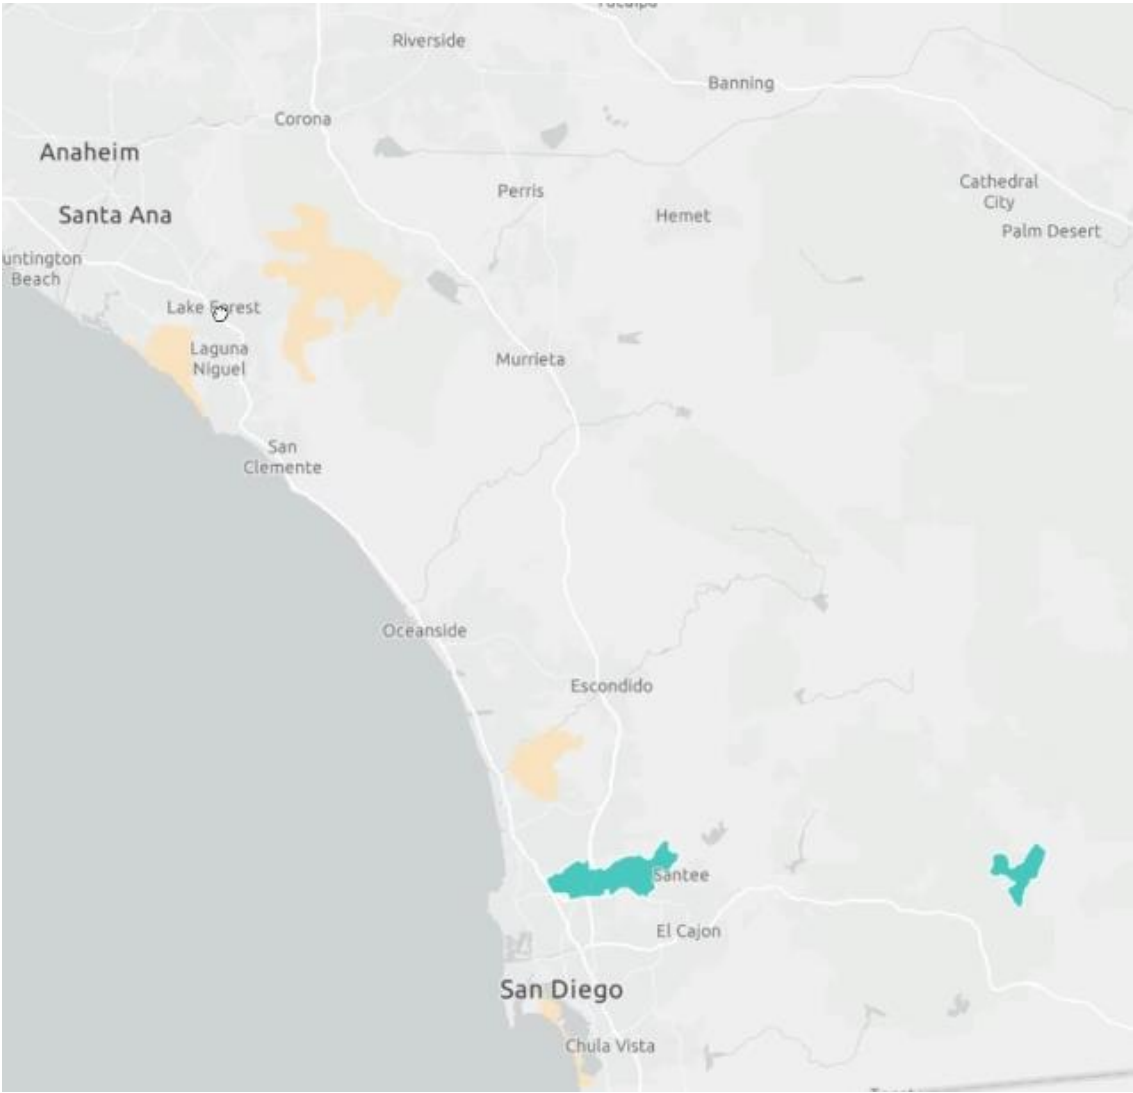 Riverside
Banning
Corona
Anaheim
Cathedral
City
Perris
Santa Ana
Hemet
Palm Desert
untington
Beach
Lake Forest
Laguna
Niguel
Murrieta
San
Clemente
Oceanside
Escondido
Santee
El Cajon
San Diego
Chula Vista